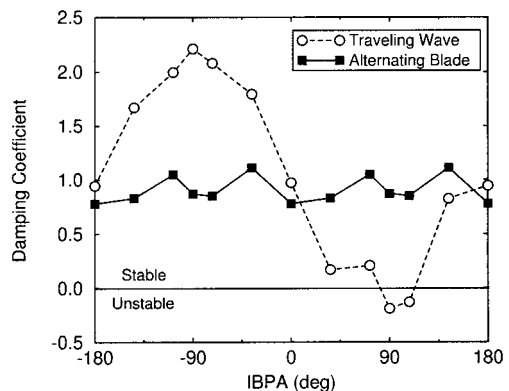 2.5
2.0
1.5
1.0
0.5
0.0
-0.5
Damping Coefficient
Traveling Wave
Alternating Blade
Stable
Unstable
-180
-90
0
90
180
IBPA (deg)